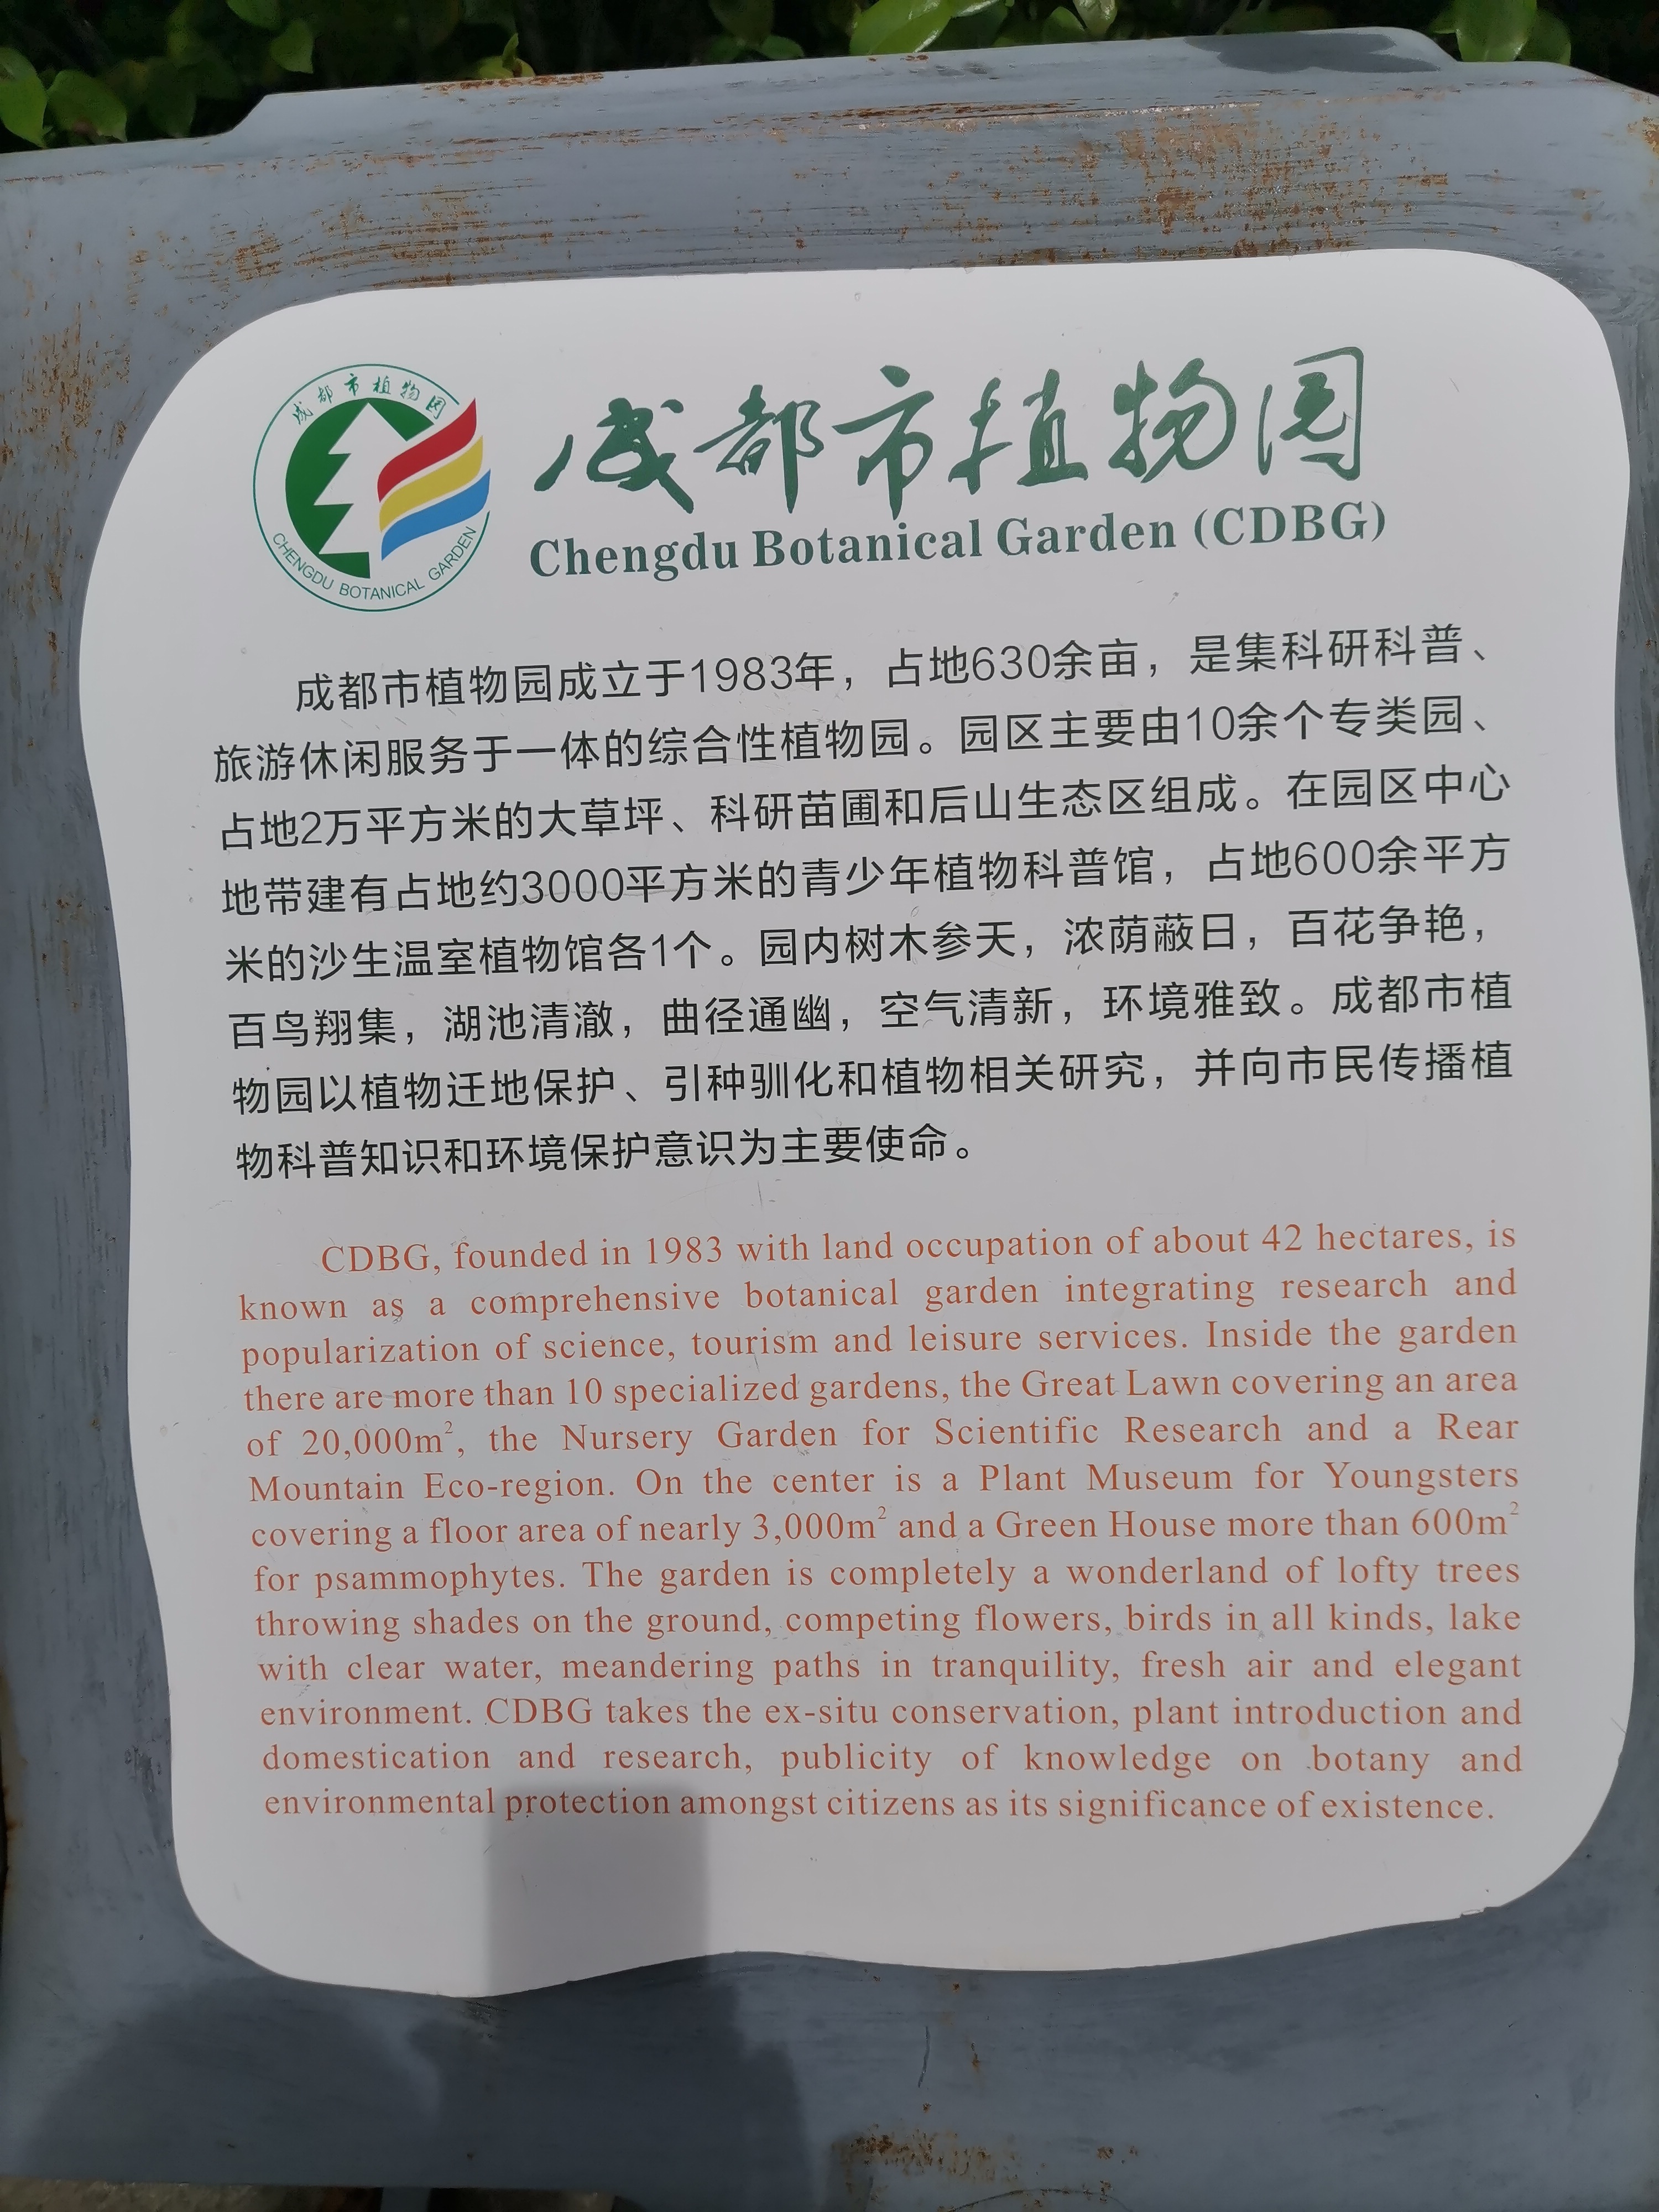 成都市植物园
CHENGDU BOTANICAL GARDEN
成都市植物园
Chengdu Botanical Garden (CDBG)
成都市植物园成立于1983年，占地630余亩，是集科研科普、
旅游休闲服务于一体的综合性植物园。园区主要由10余个专类园、
占地2万平方米的大草坪、科研苗圃和后山生态区组成。在园区中心
地带建有占地约3000平方米的青少年植物科普馆，占地600余平方
米的沙生温室植物馆各1个。园内树木参天，浓荫蔽日，百花争艳，
百鸟翔集，湖池清澈，曲径通幽，空气清新，环境雅致。成都市植
物园以植物迁地保护、引种驯化和植物相关研究，并向市民传播植
物科普知识和环境保护意识为主要使命。
CDBG, founded in 1983 with land occupation of about 42 hectares, is
known as a comprehensive botanical garden integrating research and
popularization of science, tourism and leisure services. Inside the garden
there are more than 10 specialized gardens, the Great Lawn covering an area
of 20,000m², the Nursery Garden for Scientific Research and a Rear
Mountain Eco-region. On the center is a Plant Museum for Youngsters
covering a floor area of nearly 3,000m² and a Green House more than 600m²
for psammophytes. The garden is completely a wonderland of lofty trees
throwing shades on the ground, competing flowers, birds in all kinds, lake
with clear water, meandering paths in tranquility, fresh air and elegant
environment. CDBG takes the ex-situ conservation, plant introduction and
domestication and research, publicity of knowledge on botany and
environmental protection amongst citizens as its significance of existence.